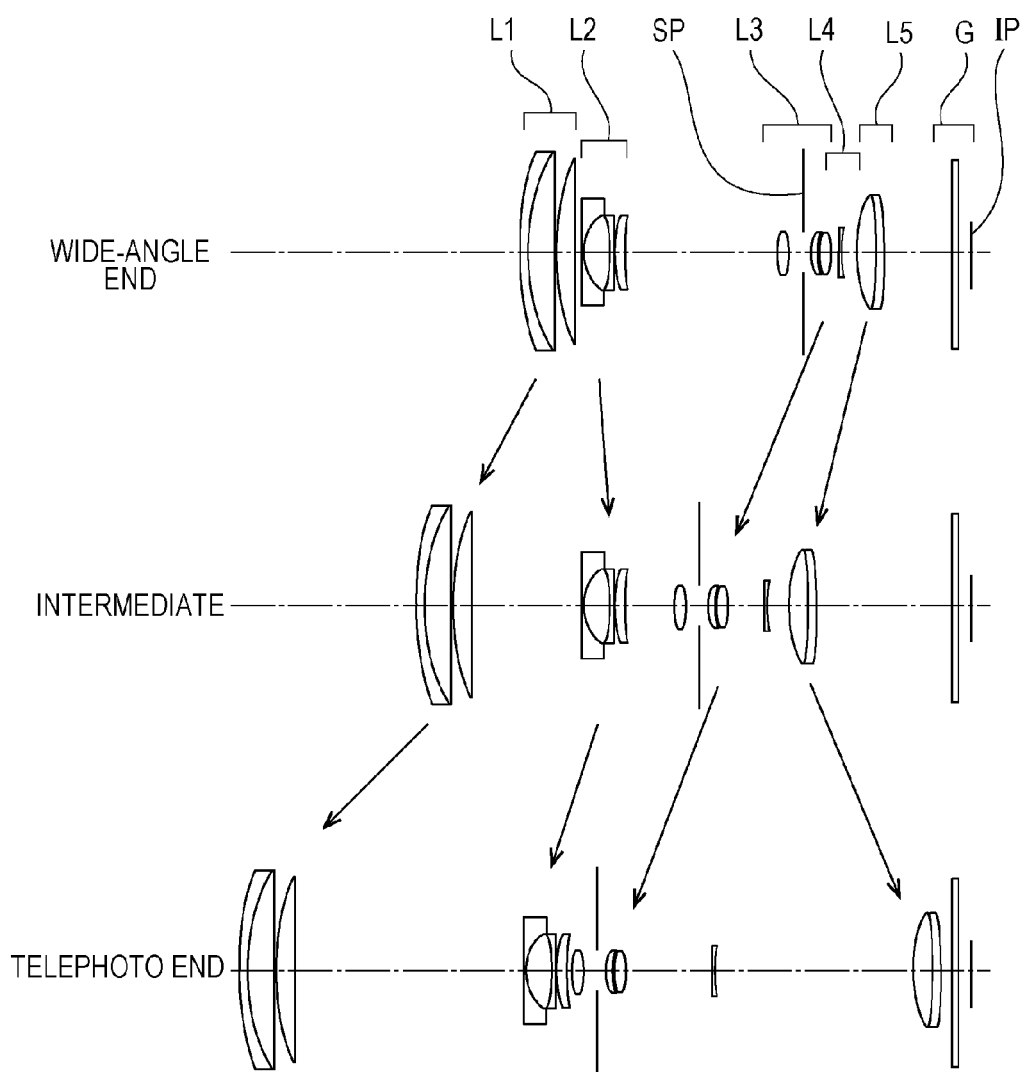 L1 L2 SP L3 L4 L5 G IP
WIDE-ANGLE
END
INTERMEDIATE
TELEPHOTO END